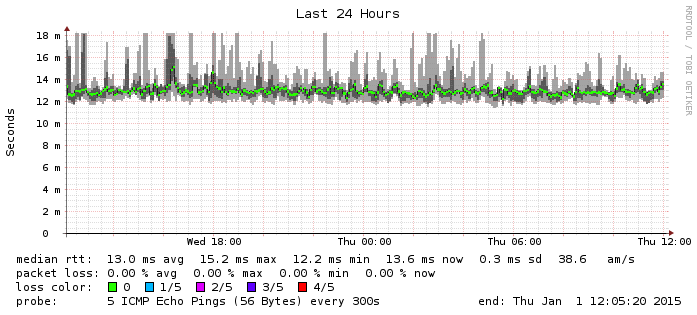 Last 24 Hours
RRDTOOL / TOBI OETIKER
Seconds
18 m
16 m
14 m
12 m
10 m
8 m
6 m
4 m
2 m
0
Wed 18:00 Thu 00:00 Thu 06:00 Thu 12:00
median rtt: 13.0 ms avg 15.2 ms max 12.2 ms min 13.6 ms now 0.3 ms sd 38.6 am/s
packet loss: 0.00 % avg 0.00 % max 0.00 % min 0.00 % now
loss color: 0 1/5 2/5 3/5 4/5
probe: 5 ICMP Echo Pings (56 Bytes) every 300s end: Thu Jan 1 12:05:20 2015